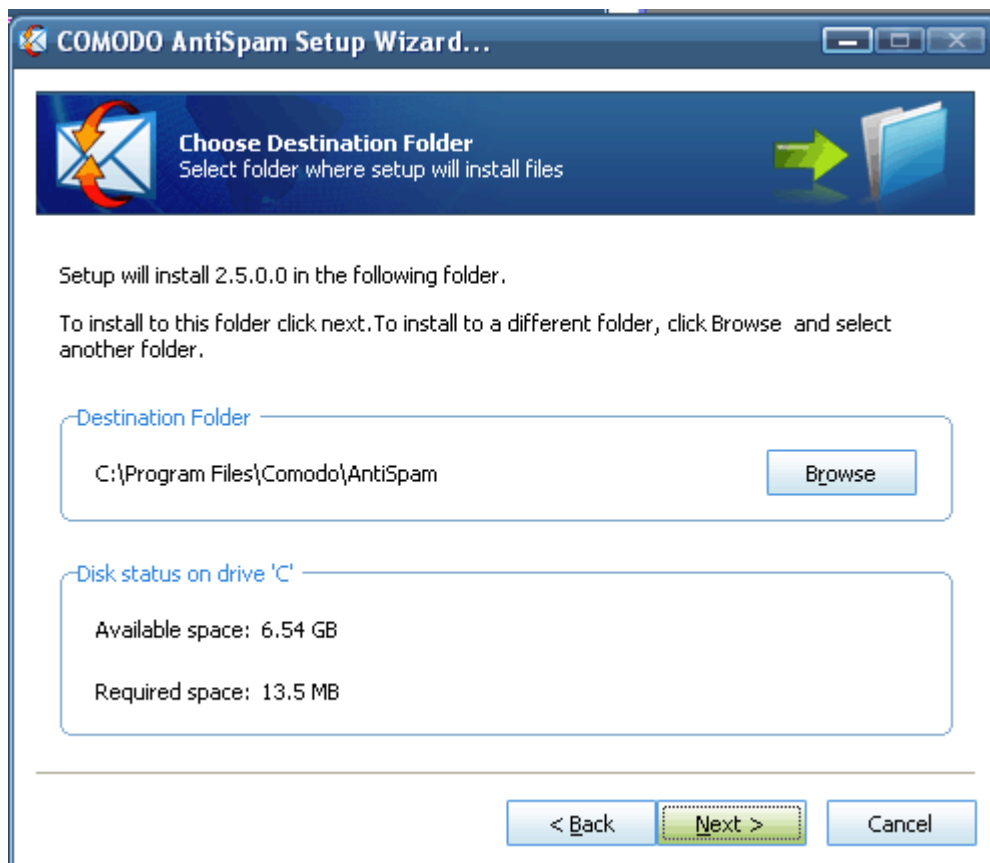 COMODO AntiSpam Setup Wizard...
Choose Destination Folder
Select folder where setup will install files
Setup will install 2.5.0.0 in the following folder.
To install to this folder click next.To install to a different folder, click Browse  and select
another folder.
Destination Folder
C:\Program Files\Comodo\AntiSpam
Browse
Disk status on drive 'C'
Available space: 6.54 GB
Required space: 13.5 MB
< Back
Next >
Cancel